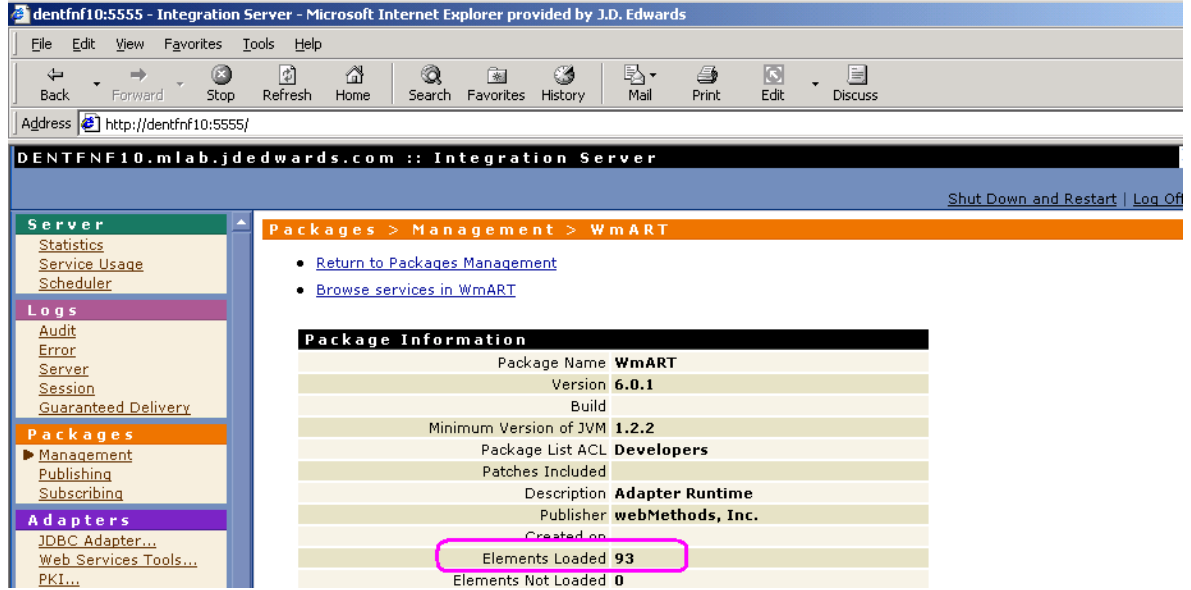 dentfnf10:5555 - Integration Server - Microsoft Internet Explorer provided by J.D. Edwards
File Edit View Favorites Tools Help
Back Forward Stop Refresh Home Search Favorites History Mail Print Edit Discuss
Address http://dentfnf10:5555/
DENTFNF10.mlab.jdedwards.com :: Integration Server
Shut Down and Restart | Log Off
Server
Statistics
Service Usage
Scheduler
Logs
Audit
Error
Server
Session
Guaranteed Delivery
Packages
Management
Publishing
Subscribing
Adapters
JDBC Adapter...
Web Services Tools...
PKI...
Packages > Management > WmART
Return to Packages Management
Browse services in WmART
Package Information
Package Name WmART
Version 6.0.1
Build
Minimum Version of JVM 1.2.2
Package List ACL Developers
Patches Included
Description Adapter Runtime
Publisher webMethods, Inc.
Created on
Elements Loaded 93
Elements Not Loaded 0